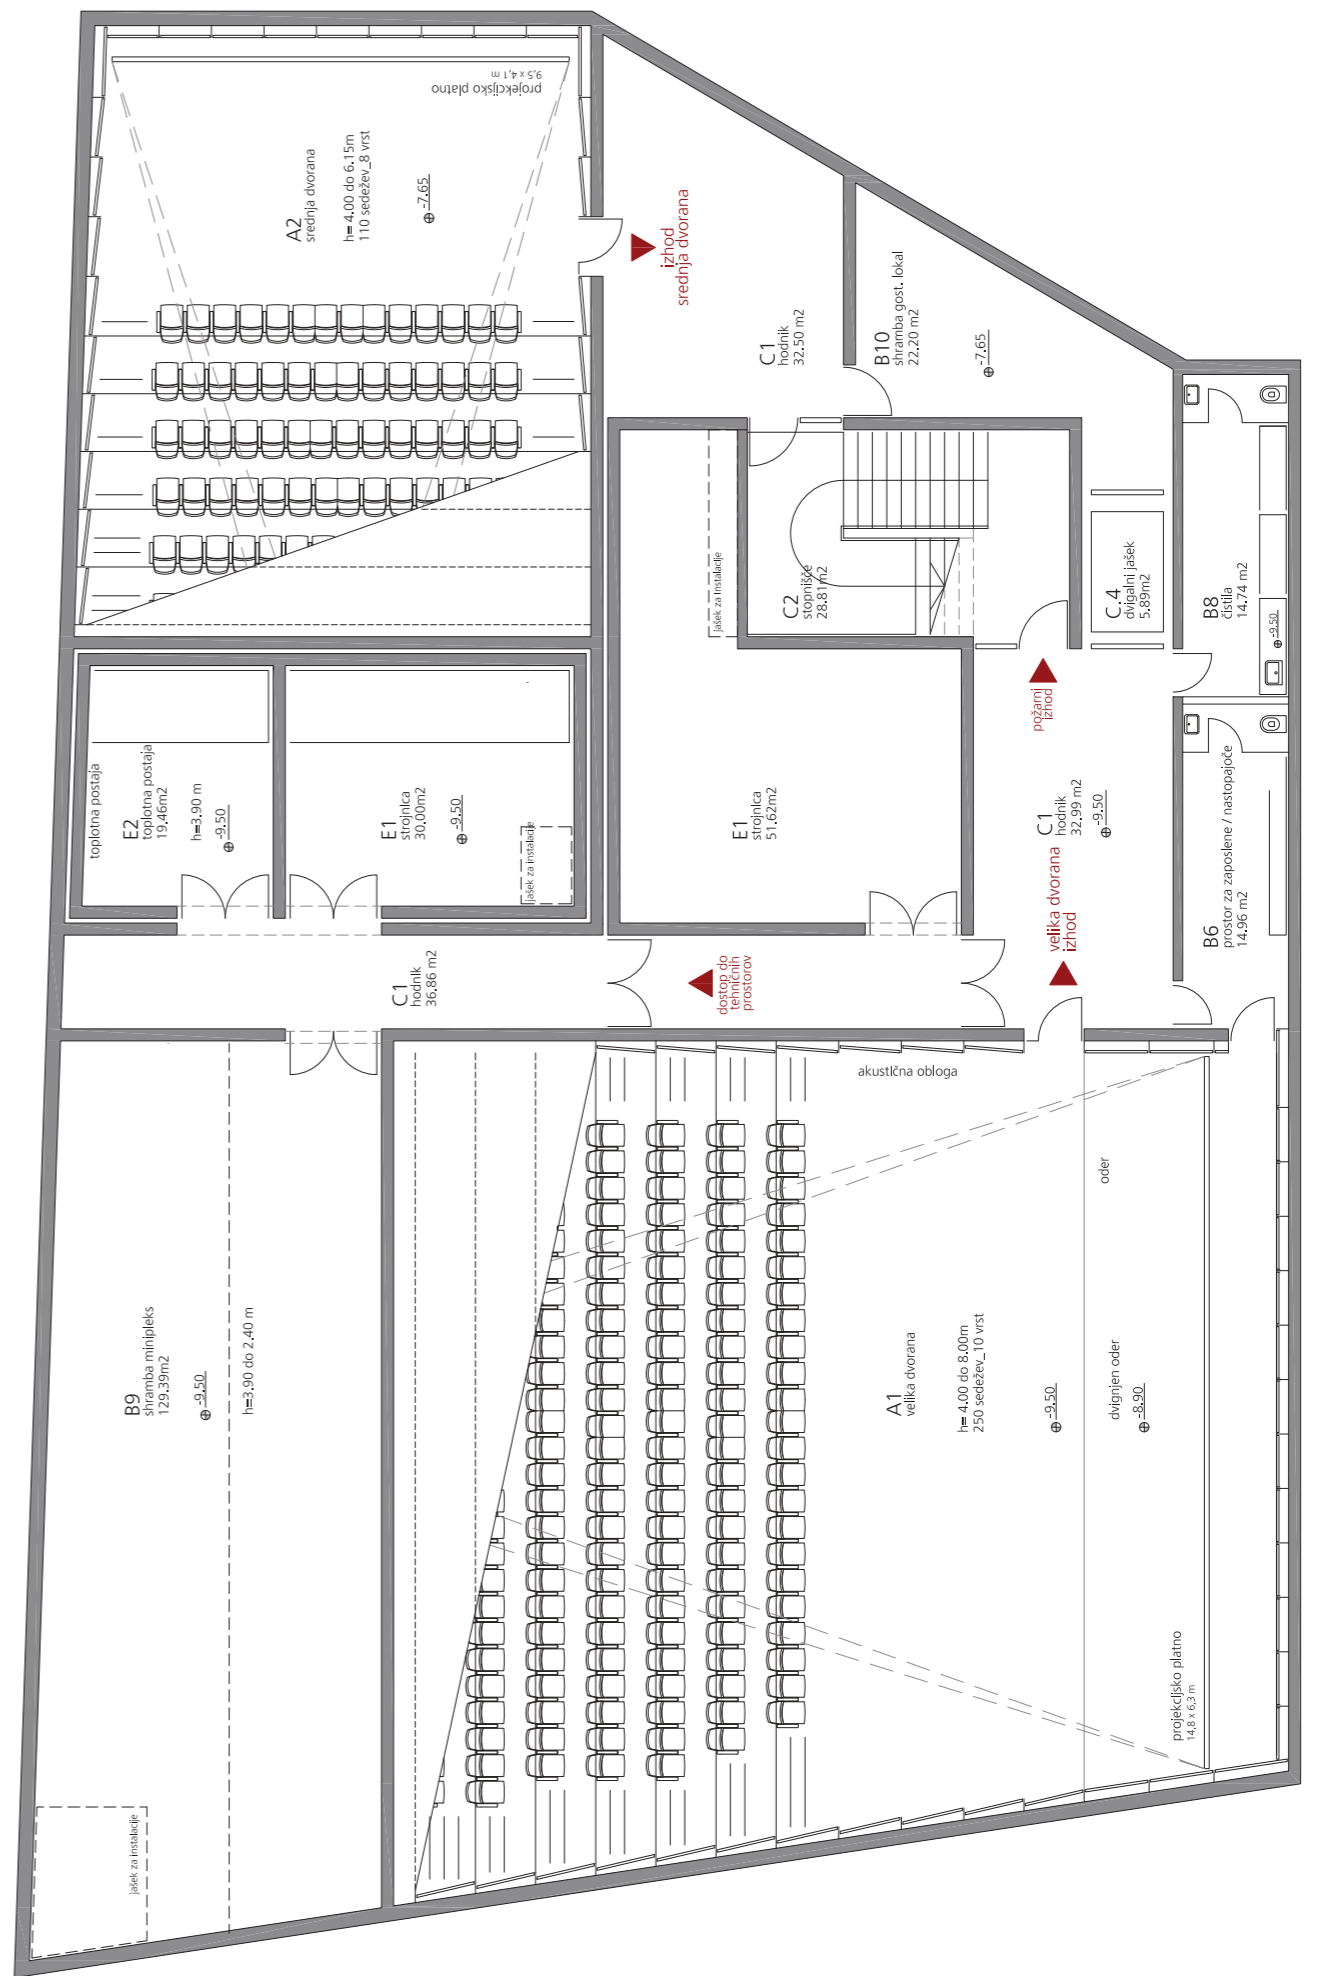 projekcijsko platno
9,5 x 4,1 m
A2
srednja dvorana
h= 4.00 do 6.15m
110 sedežev_8 vrst
-7.65
izhod
srednja dvorana
C1
hodnik
32.50 m2
B10
shramba gost. lokal
22.20 m2
-7.65
jašek za instalacije
C2
stopnišče
28.81m2
C.4
dvigalni jašek
5.89m2
B8
čistila
14.74 m2
-9.50
požarni
izhod
toplotna postaja
E2
toplotna postaja
19.46m2
h=3.90 m
-9.50
E1
strojnica
30.00m2
-9.50
jašek za instalacije
E1
strojnica
51.62m2
C1
hodnik
32.99 m2
-9.50
velika dvorana
izhod
B6
prostor za zaposlene / nastopajoče
14.96 m2
C1
hodnik
36.86 m2
dostop do
tehničnih
prostorov
akustična obloga
oder
B9
shramba minipleks
129.39m2
-9.50
h=3.90 do 2.40 m
A1
velika dvorana
h= 4.00 do 8.00m
250 sedežev_10 vrst
-9.50
dvignjen oder
-8.90
projekcijsko platno
14,8 x 6,3 m
jašek za instalacije